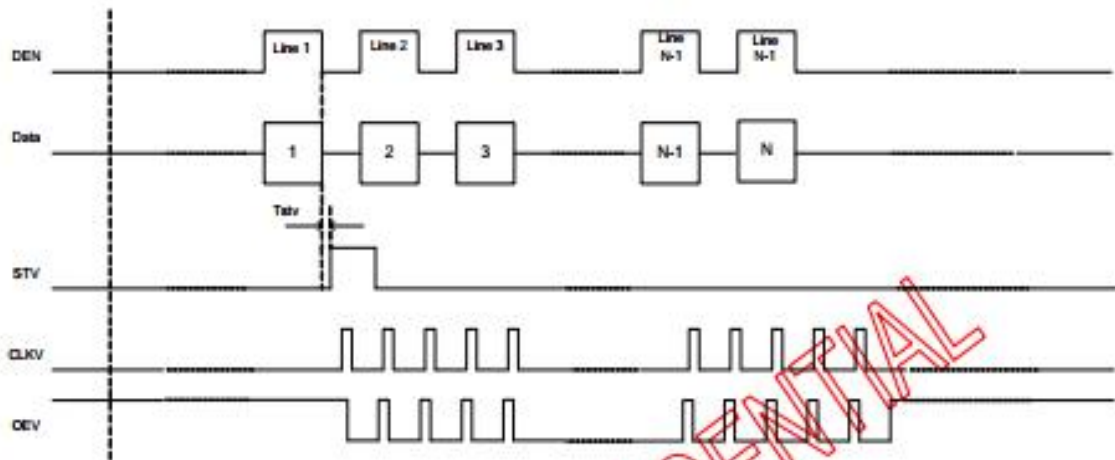 DEN
Line 1
Line 2
Line 3
Line
N-1
Line
N-1
Data
1
2
3
N-1
N
Tstv
STV
CLKV
OEV
ENTIAL